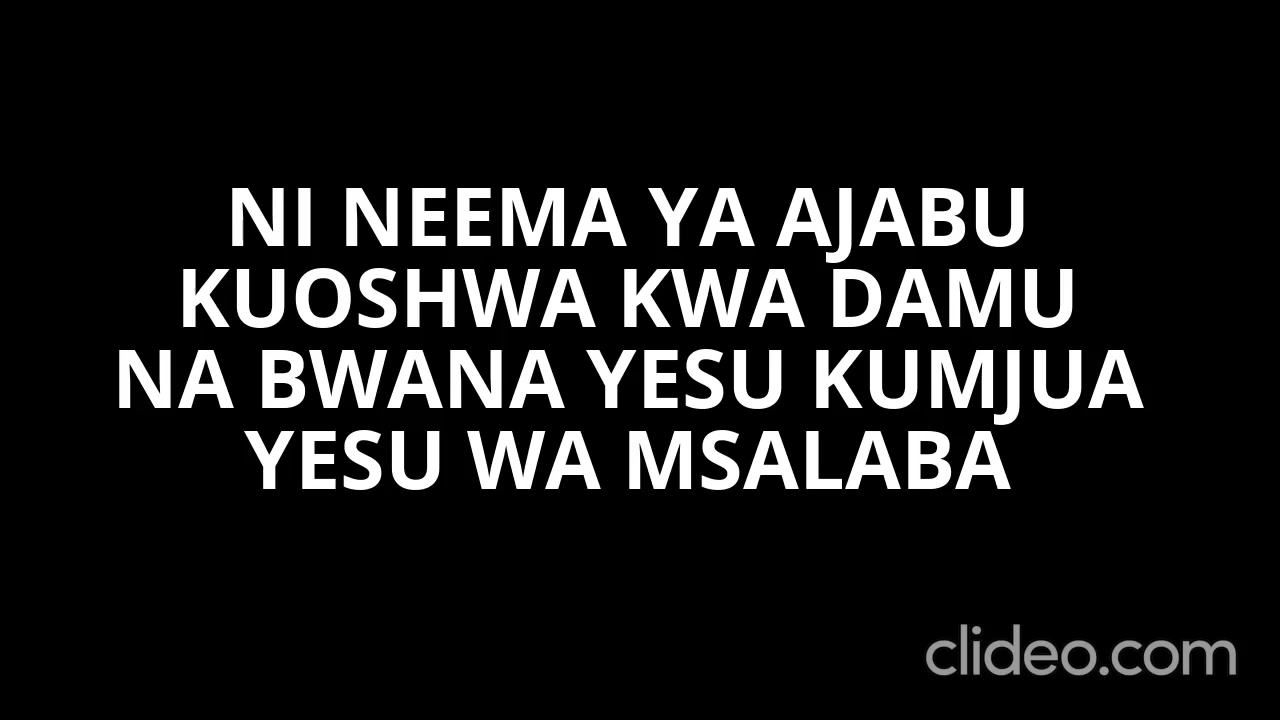 NI NEEMA YA AJABU
KUOSHWA KWA DAMU
NA BWANA YESU KUMJUA
YESU WA MSALABA
clideo.com